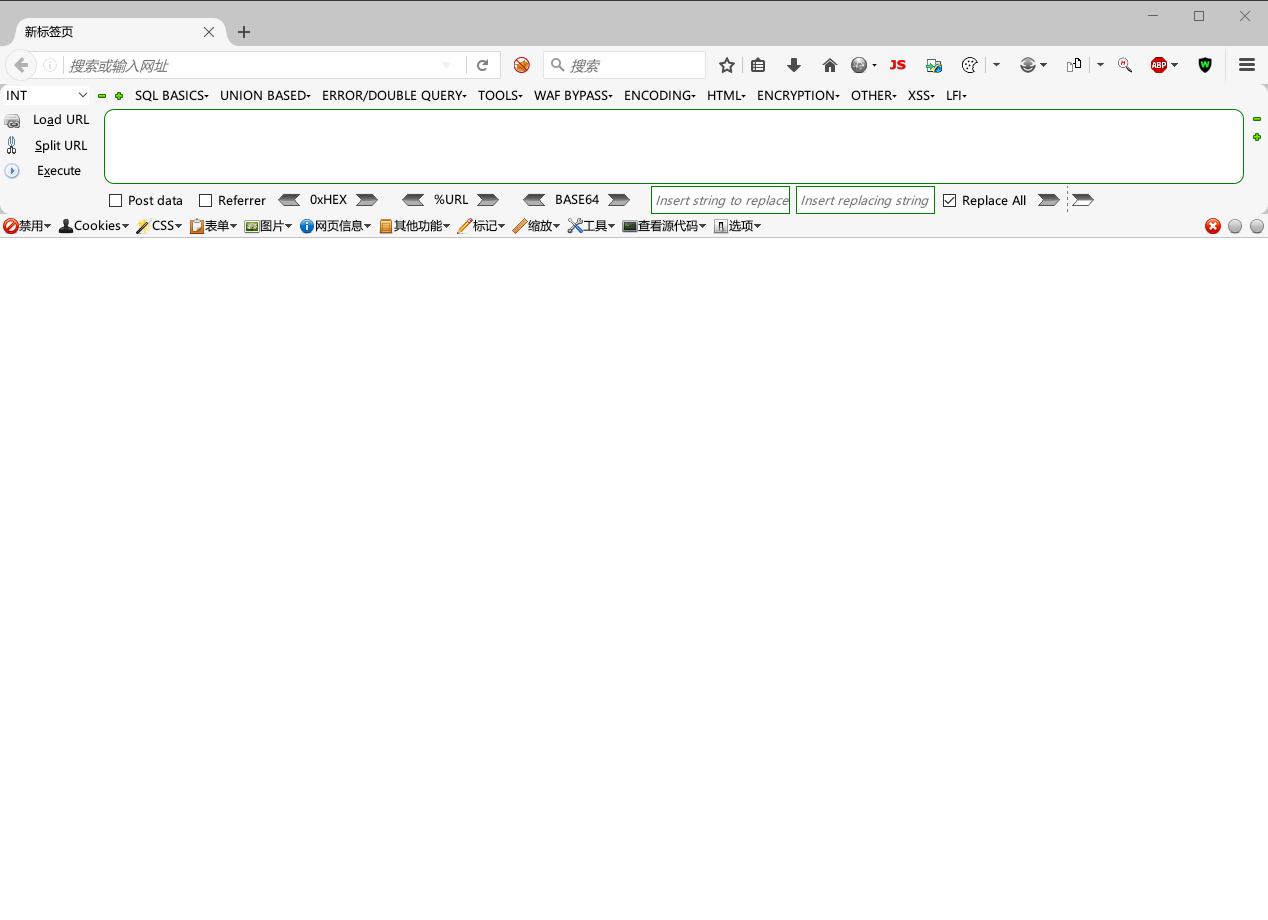 新标签页
搜索或输入网址
搜索
JS
ABP
W
INT
SQL BASICS
UNION BASED
ERROR/DOUBLE QUERY
TOOLS
WAF BYPASS
ENCODING
HTML
ENCRYPTION
OTHER
XSS
LFI
Load URL
Split URL
Execute
Post data
Referrer
0xHEX
%URL
BASE64
Insert string to replace
Insert replacing string
Replace All
禁用
Cookies
CSS
表单
图片
网页信息
其他功能
标记
缩放
工具
查看源代码
选项